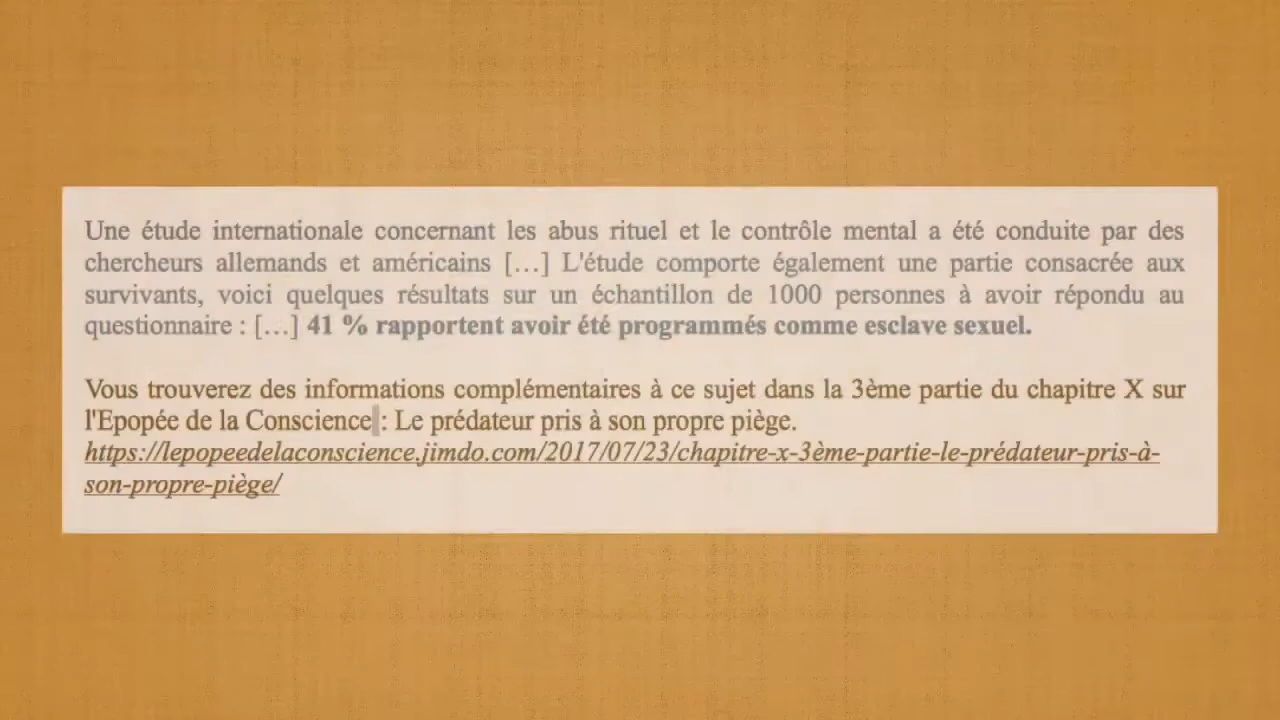 Une étude internationale concernant les abus rituel et le contrôle mental a été conduite par des
chercheurs allemands et américains [...] L'étude comporte également une partie consacrée aux
survivants, voici quelques résultats sur un échantillon de 1000 personnes à avoir répondu au
questionnaire : [...] 41 % rapportent avoir été programmés comme esclave sexuel.
Vous trouverez des informations complémentaires à ce sujet dans la 3ème partie du chapitre X sur
l'Epopée de la Conscience : Le prédateur pris à son propre piège.
https://lepopeedelaconscience.jimdo.com/2017/07/23/chapitre-x-3ème-partie-le-prédateur-pris-à-
son-propre-piège/